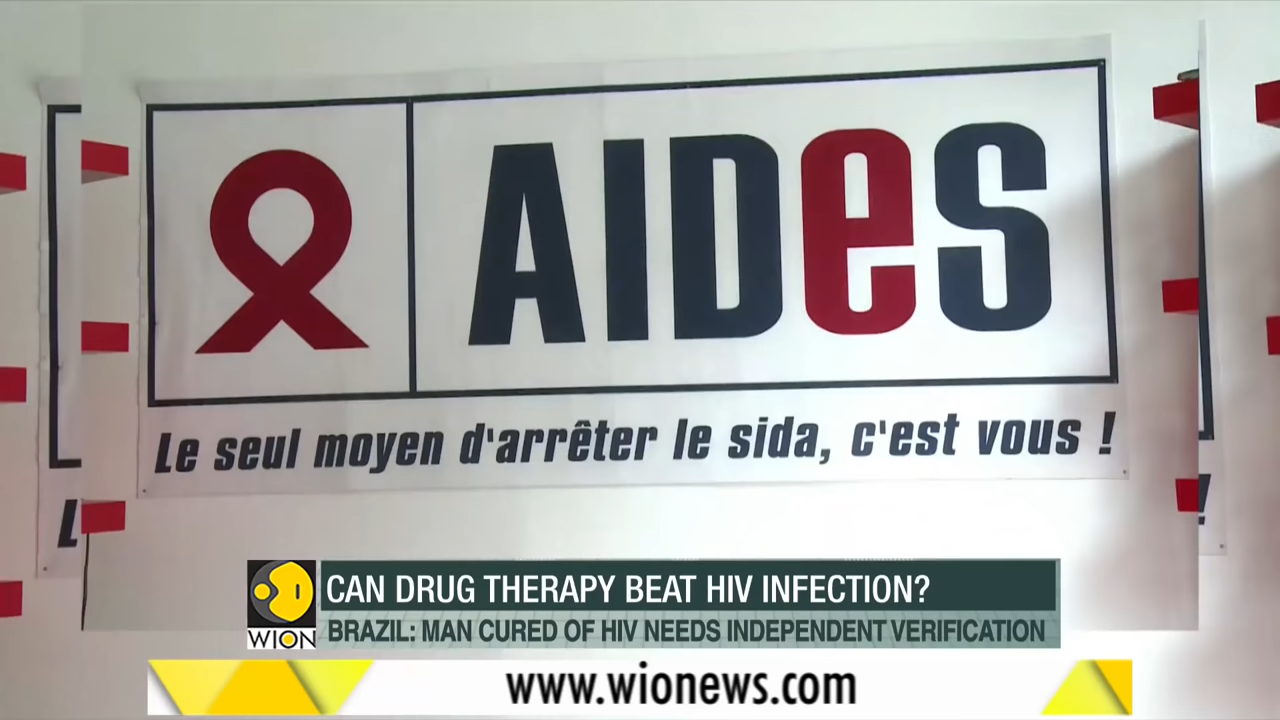 AIDeS
Le seul moyen d'arrêter le sida, c'est vous !
L
!
CAN DRUG THERAPY BEAT HIV INFECTION?
WION
BRAZIL: MAN CURED OF HIV NEEDS INDEPENDENT VERIFICATION
www.wionews.com